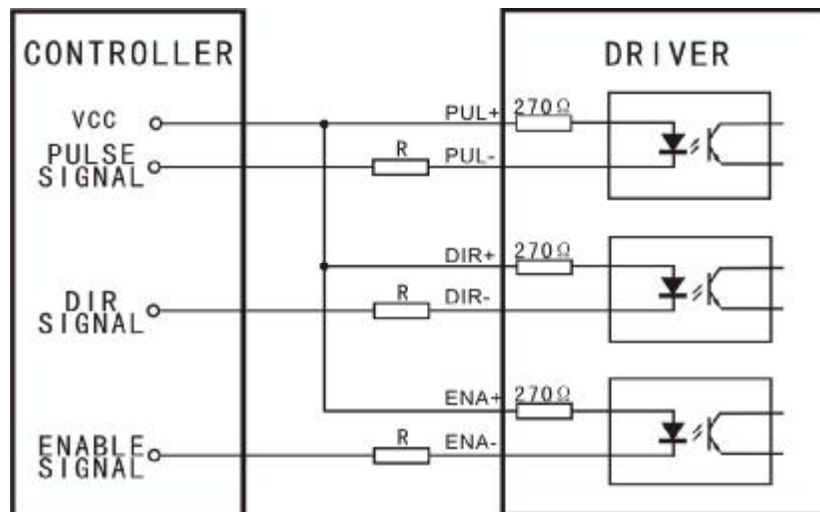 CONTROLLER
DRIVER
VCC
PUL+
270Ω
PULSE
SIGNAL
R
PUL-
DIR+
270Ω
DIR
SIGNAL
R
DIR-
ENA+
270Ω
ENABLE
SIGNAL
R
ENA-